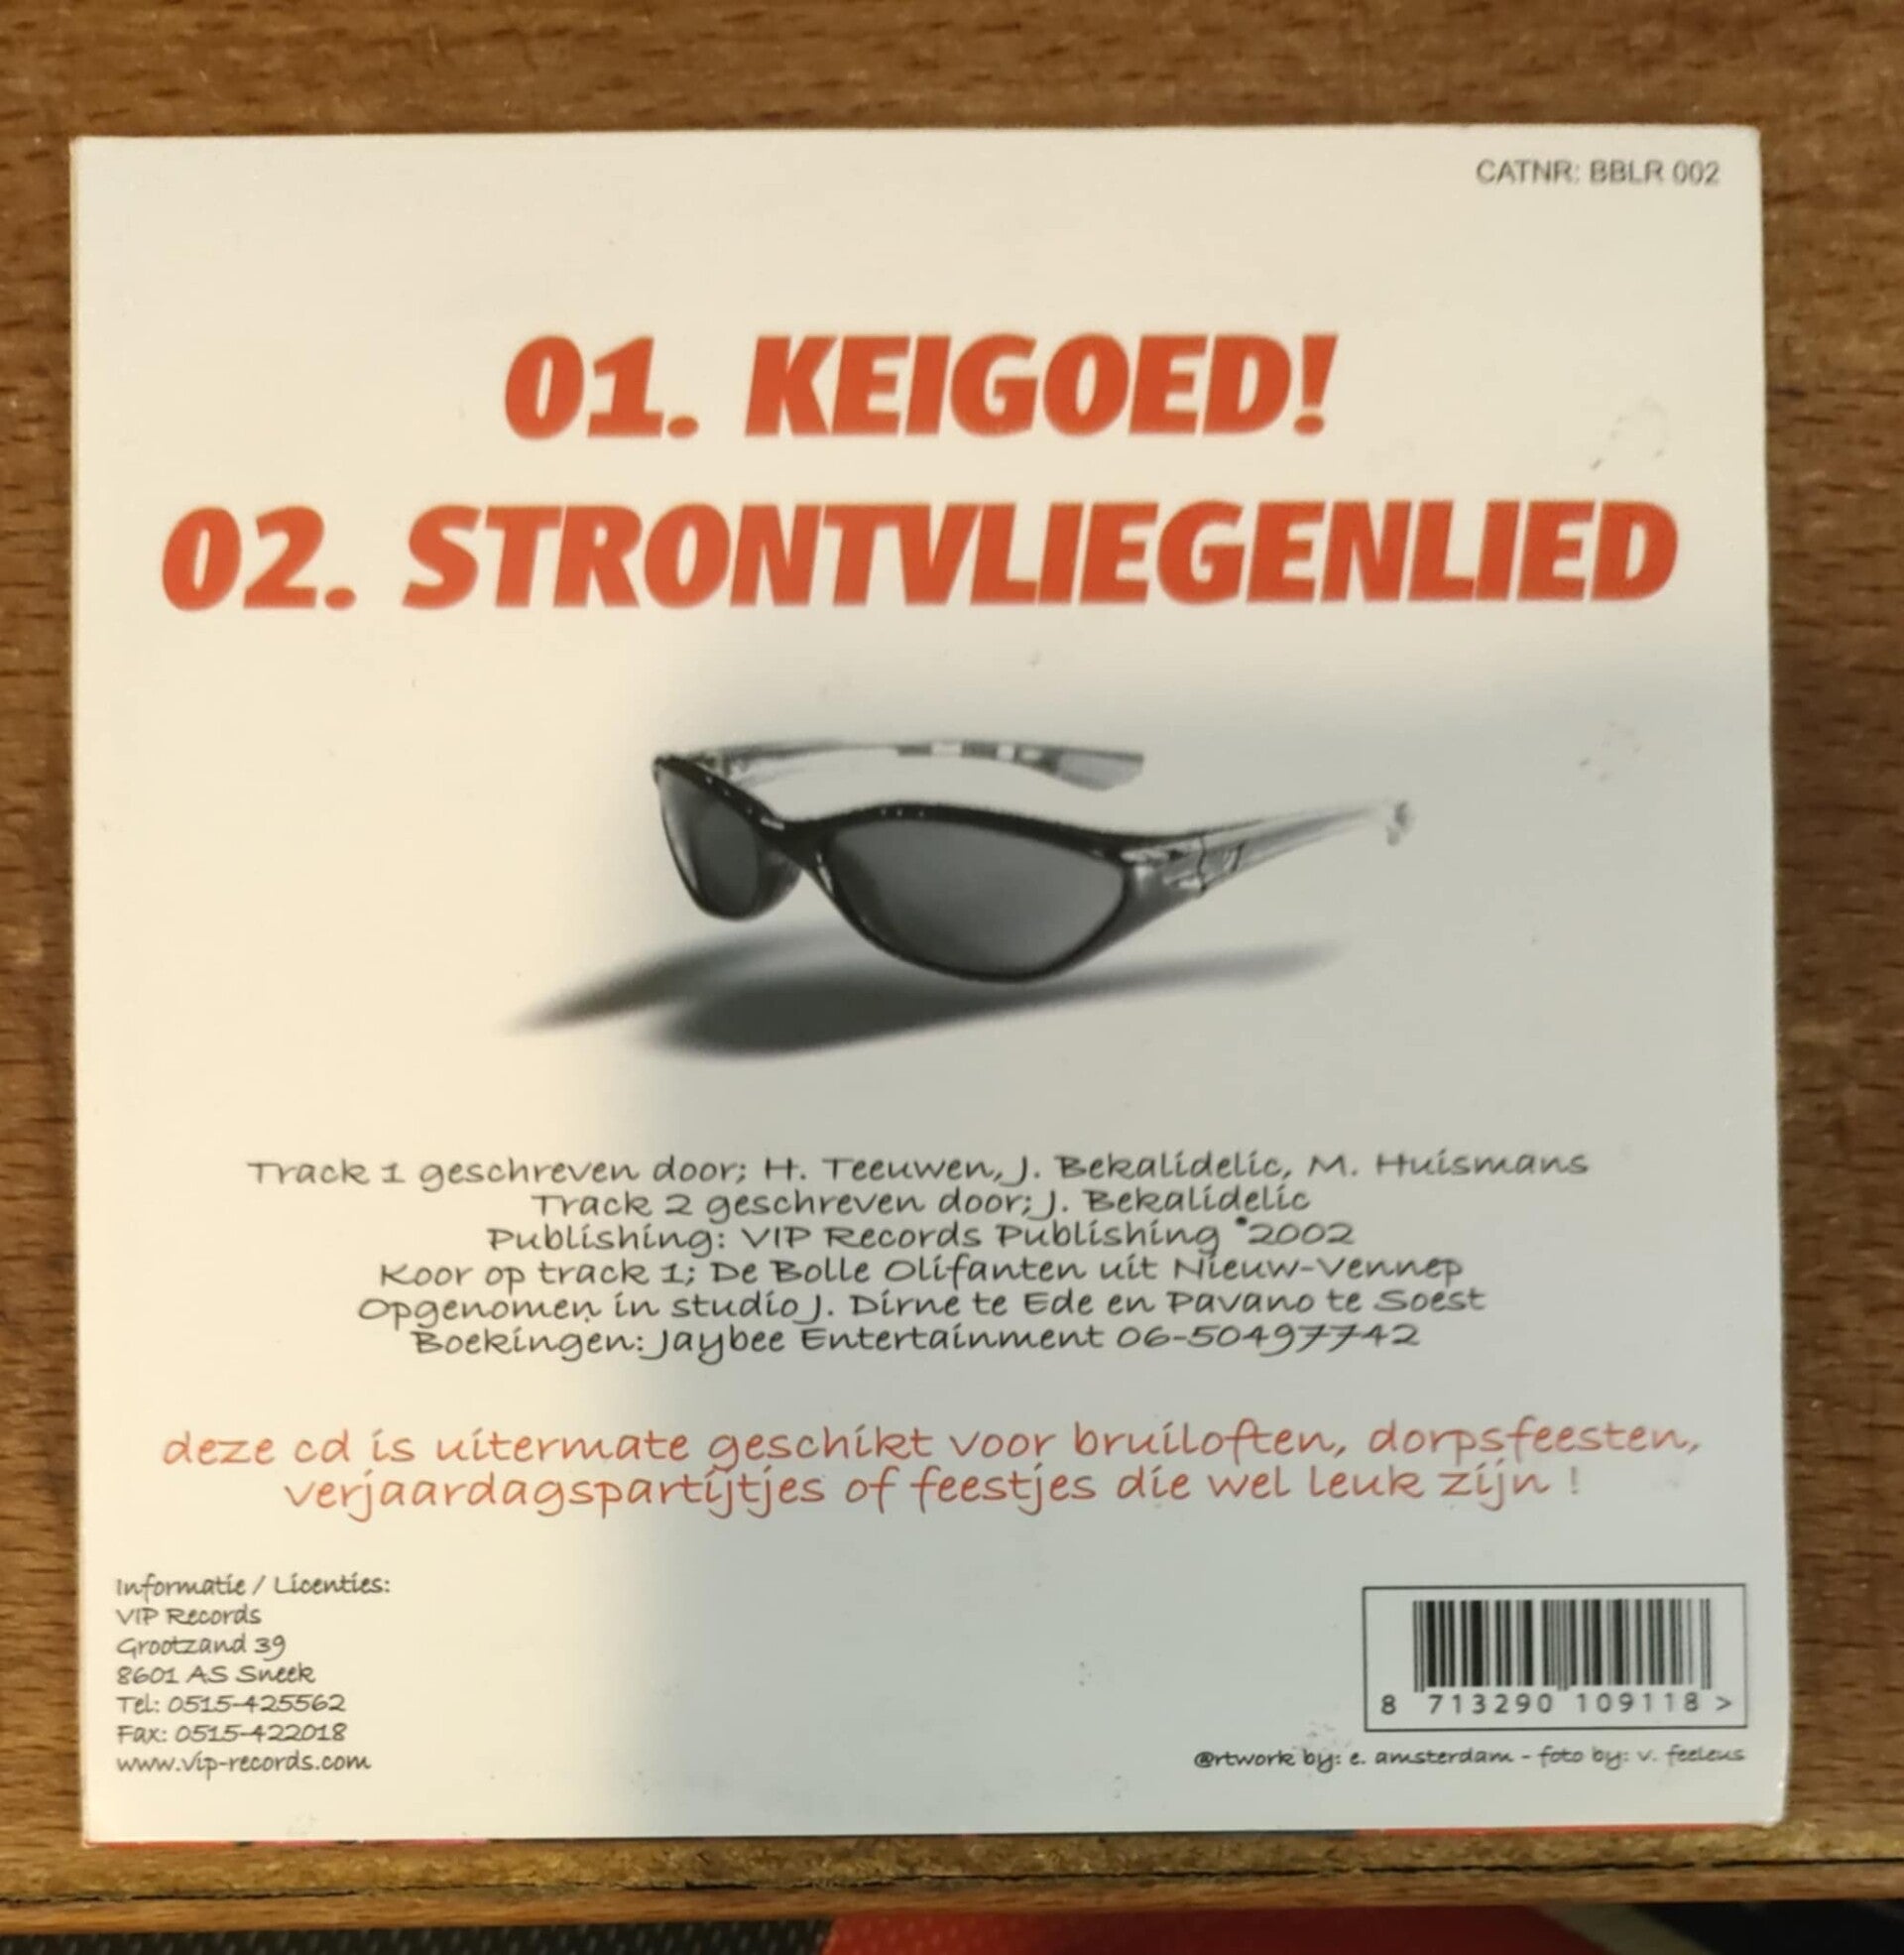 CATNR: BBLR 002
01. KEIGOED!
02. STRONTVLIEGENLIED
Track 1 geschreven door; H. Teeuwen, J. Bekalidelic, M. Huismans
Track 2 geschreven door; J. Bekalidelic
Publishing: VIP Records Publishing •2002
Koor op track 1; De Bolle Olifanten uit Nieuw-Vennep
Opgenomen in studio J. Dirne te Ede en Pavano te Soest
Boekingen: Jaybee Entertainment 06-50497742
deze cd is uitermate geschikt voor bruiloften, dorpsfeesten,
verjaardagspartijtjes of feestjes die wel leuk zijn !
Informatie / Licenties:
VIP Records
Grootzand 39
8601 AS Sneek
Tel: 0515-425562
Fax: 0515-422018
www.vip-records.com
8 713290 109118 >
@rtwork by: e. amsterdam - foto by: v. feeleus